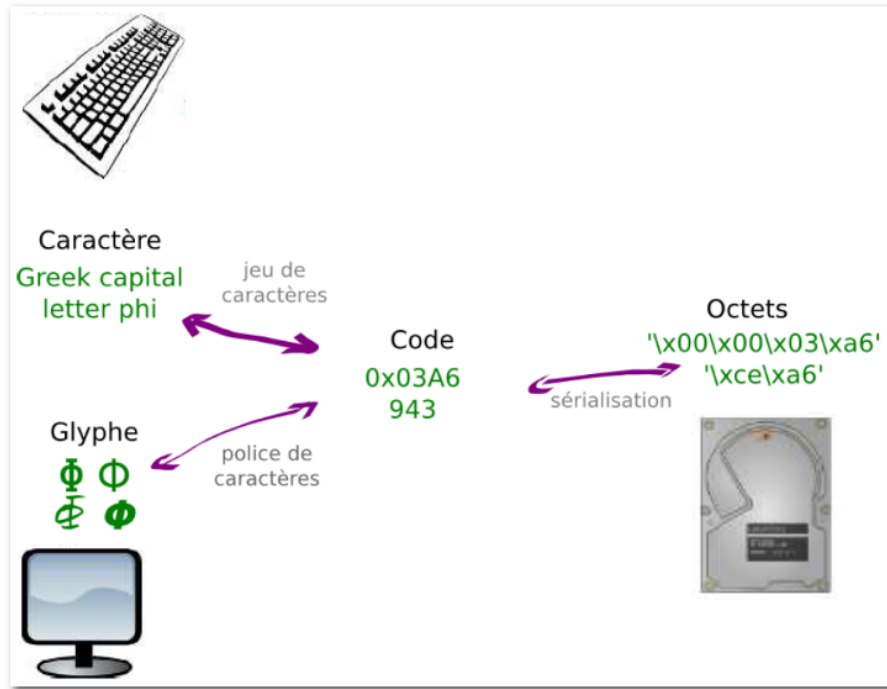 Caractère
Greek capital
letter phi
jeu de
caractères
Code
0x03A6
943
Octets
'\x00\x00\x03\xa6'
'\xce\xa6'
sérialisation
Glyphe
Φ Φ
Φ Φ
police de
caractères